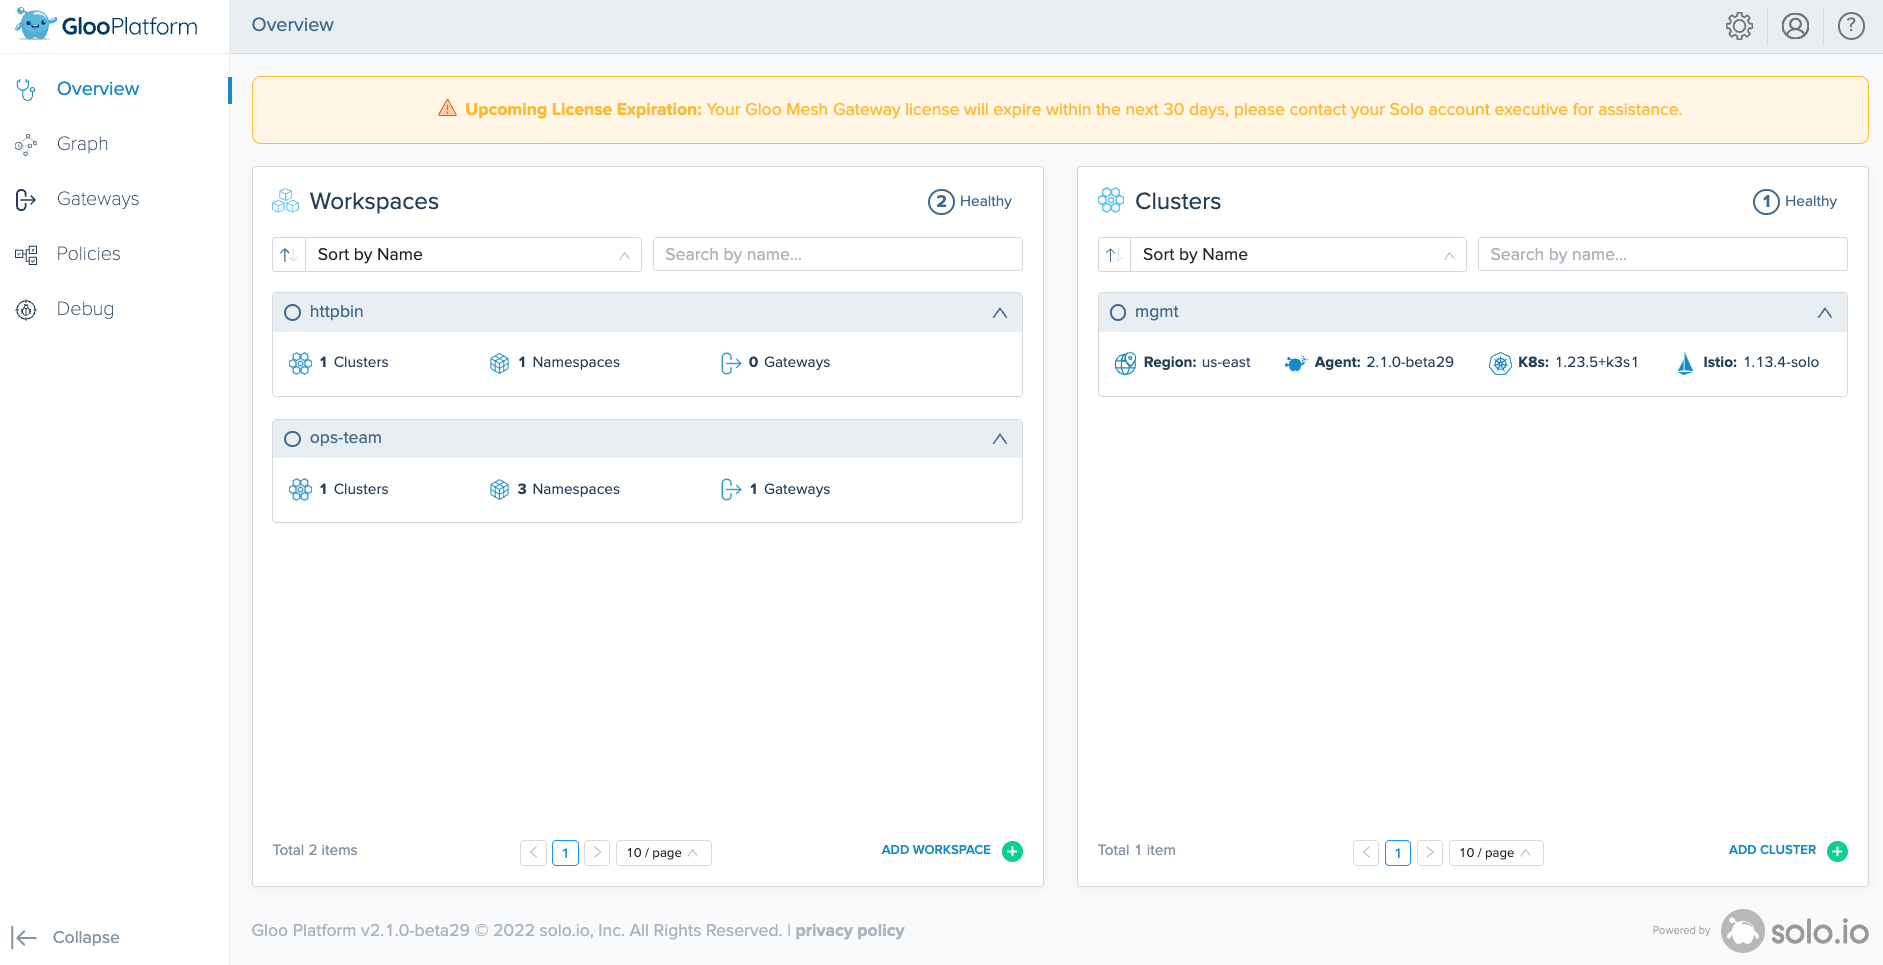 GlooPlatform
Overview
?
Overview
Graph
Gateways
Policies
Debug
Collapse
Upcoming License Expiration: Your Gloo Mesh Gateway license will expire within the next 30 days, please contact your Solo account executive for assistance.
Workspaces
2 Healthy
Sort by Name
Search by name...
httpbin
1 Clusters
1 Namespaces
0 Gateways
ops-team
1 Clusters
3 Namespaces
1 Gateways
Total 2 items
< 1 >
10 / page
ADD WORKSPACE +
Clusters
1 Healthy
Sort by Name
Search by name...
mgmt
Region: us-east
Agent: 2.1.0-beta29
K8s: 1.23.5+k3s1
Istio: 1.13.4-solo
Total 1 item
< 1 >
10 / page
ADD CLUSTER +
Gloo Platform v2.1.0-beta29 © 2022 solo.io, Inc. All Rights Reserved. | privacy policy
Powered by
solo.io